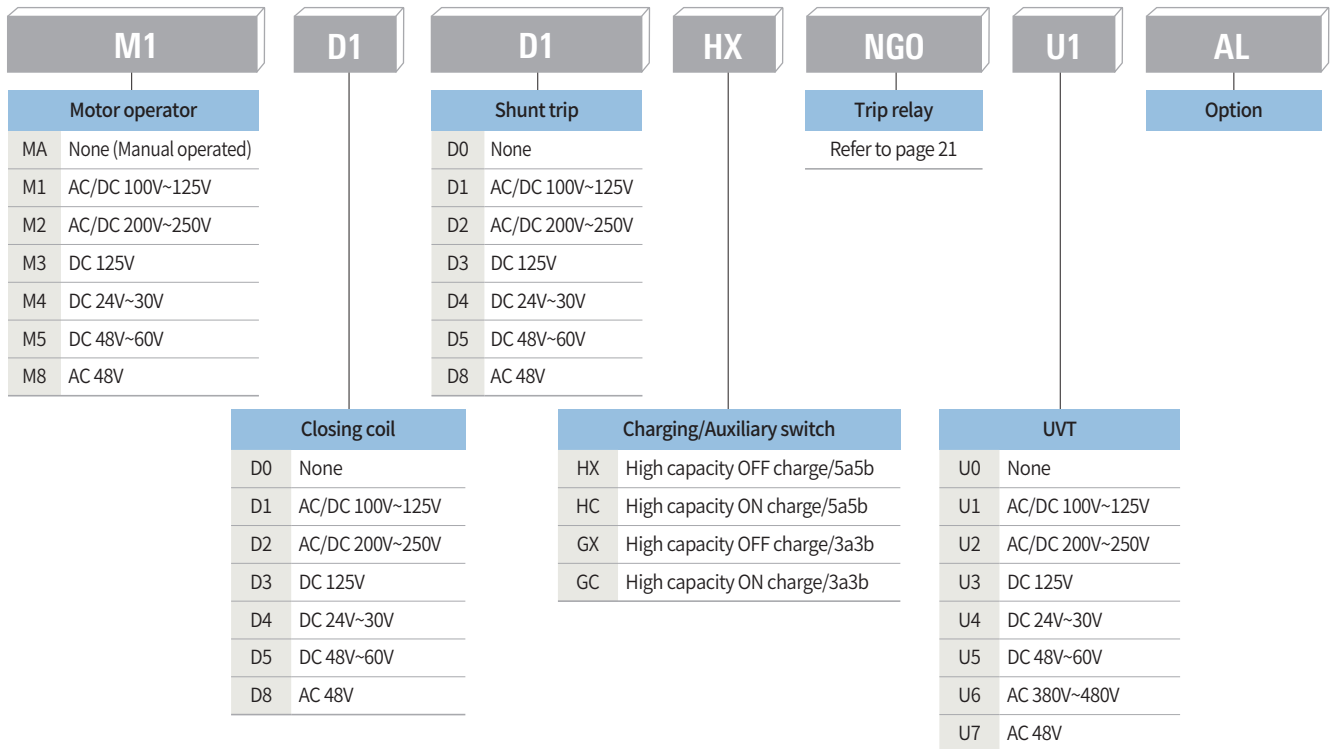 M1 D1 D1 HX NGO U1 AL
Motor operator
MA None (Manual operated)
M1 AC/DC 100V~125V
M2 AC/DC 200V~250V
M3 DC 125V
M4 DC 24V~30V
M5 DC 48V~60V
M8 AC 48V
Shunt trip
D0 None
D1 AC/DC 100V~125V
D2 AC/DC 200V~250V
D3 DC 125V
D4 DC 24V~30V
D5 DC 48V~60V
D8 AC 48V
Trip relay
Refer to page 21
Option
Closing coil
D0 None
D1 AC/DC 100V~125V
D2 AC/DC 200V~250V
D3 DC 125V
D4 DC 24V~30V
D5 DC 48V~60V
D8 AC 48V
Charging/Auxiliary switch
HX High capacity OFF charge/5a5b
HC High capacity ON charge/5a5b
GX High capacity OFF charge/3a3b
GC High capacity ON charge/3a3b
UVT
U0 None
U1 AC/DC 100V~125V
U2 AC/DC 200V~250V
U3 DC 125V
U4 DC 24V~30V
U5 DC 48V~60V
U6 AC 380V~480V
U7 AC 48V